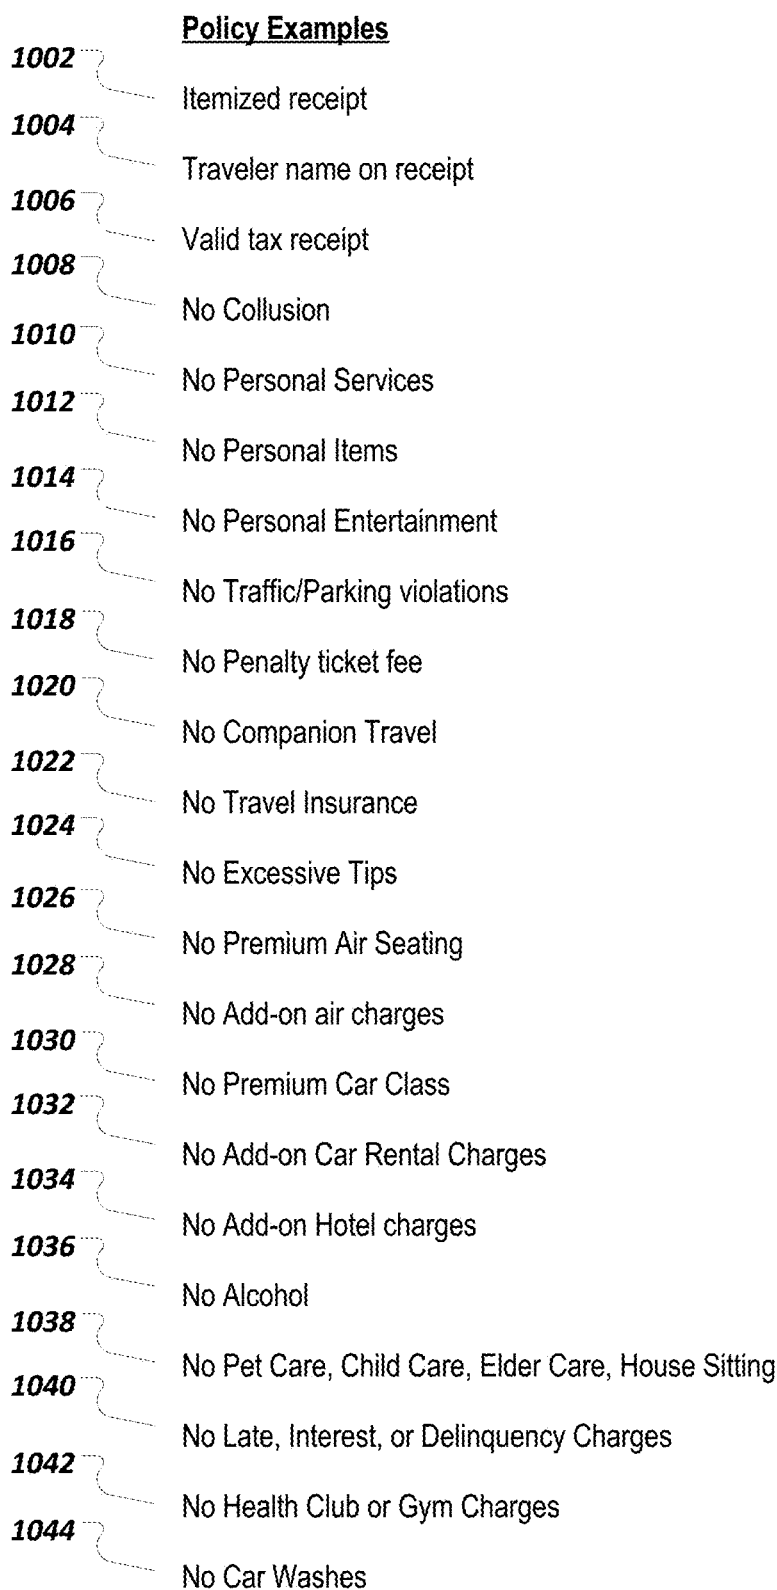 Policy Examples
1002
Itemized receipt
1004
Traveler name on receipt
1006
Valid tax receipt
1008
No Collusion
1010
No Personal Services
1012
No Personal Items
1014
No Personal Entertainment
1016
No Traffic/Parking violations
1018
No Penalty ticket fee
1020
No Companion Travel
1022
No Travel Insurance
1024
No Excessive Tips
1026
No Premium Air Seating
1028
No Add-on air charges
1030
No Premium Car Class
1032
No Add-on Car Rental Charges
1034
No Add-on Hotel charges
1036
No Alcohol
1038
No Pet Care, Child Care, Elder Care, House Sitting
1040
No Late, Interest, or Delinquency Charges
1042
No Health Club or Gym Charges
1044
No Car Washes